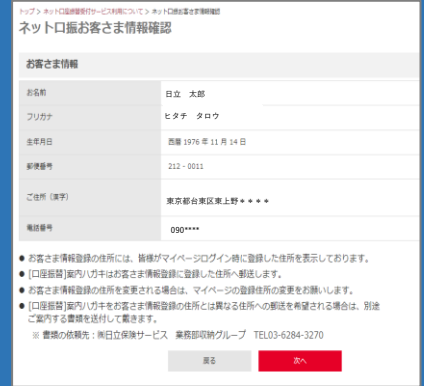 トップ > ネット口座振替受付サービス利用について > ネット口振お客さま情報確認
ネット口振お客さま情報確認
お客さま情報
お名前 日立 太郎
フリガナ ヒタチ タロウ
生年月日 西暦 1976 年 11 月 14 日
郵便番号 212 - 0011
ご住所（漢字） 東京都台東区東上野＊＊＊＊
電話番号 090****
● お客さま情報登録の住所には、皆様がマイページログイン時に登録した住所を表示しております。
● [口座振替]案内ハガキはお客さま情報登録に登録した住所へ郵送します。
● お客さま情報登録の住所を変更される場合は、マイページの登録住所の変更をお願いします。
● [口座振替]案内ハガキをお客さま情報登録の住所とは異なる住所への郵送を希望される場合は、別途
ご案内する書類を送付して戴きます。
※ 書類の依頼先：㈱日立保険サービス 業務部収納グループ TEL03-6284-3270
戻る 次へ